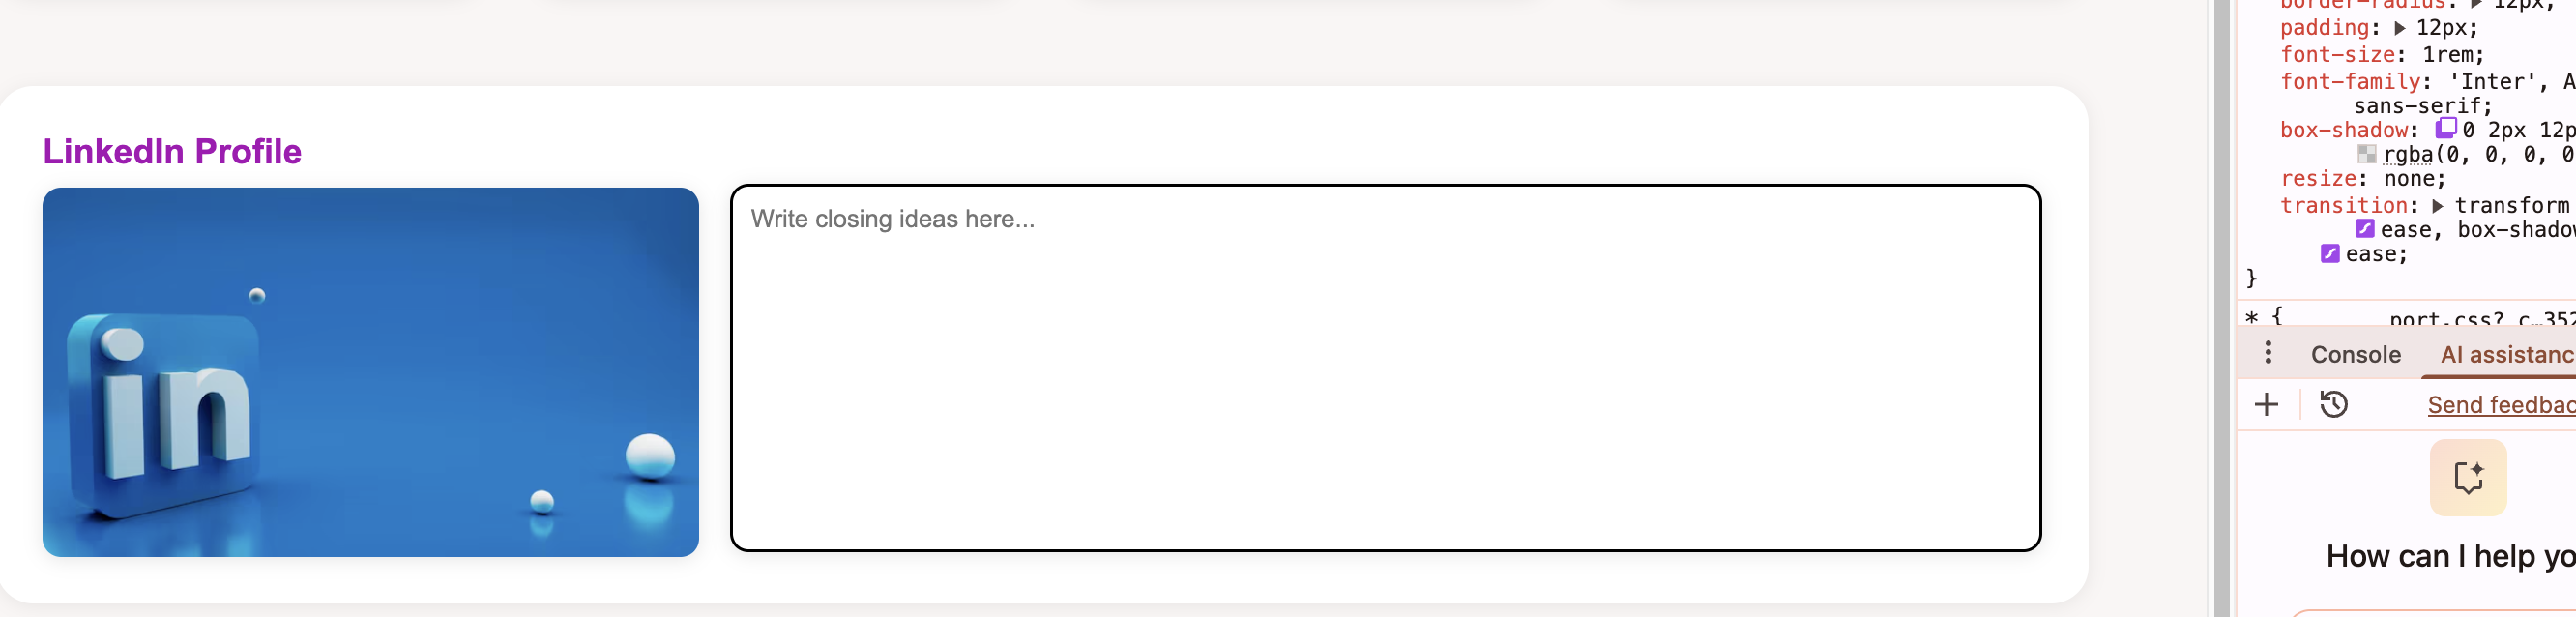 LinkedIn Profile
in
Write closing ideas here...
border-radius: 12px;
padding: 12px;
font-size: 1rem;
font-family: 'Inter', A
sans-serif;
box-shadow: 0 2px 12p
rgba(0, 0, 0, 0
resize: none;
transition: transform
ease, box-shadow
ease;
}
* { port.css?_c…352
Console AI assistanc
Send feedbac
How can I help yo